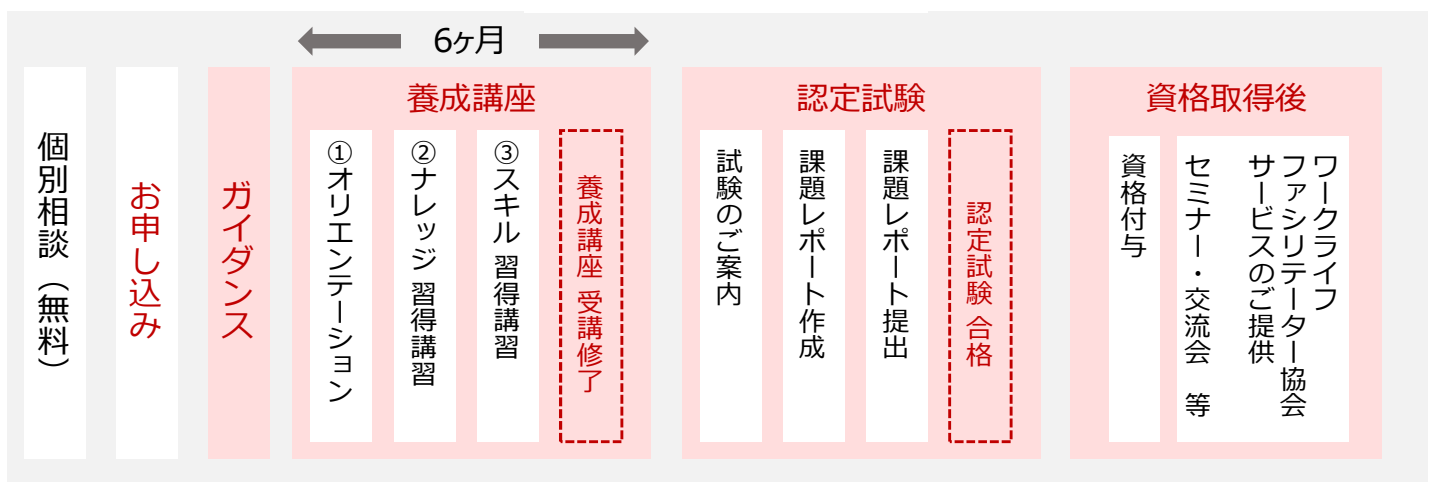 6ヶ月
個別相談（無料）
お申し込み
ガイダンス
養成講座
①オリエンテーション
②ナレッジ 習得講習
③スキル 習得講習
養成講座 受講修了
認定試験
試験のご案内
課題レポート作成
課題レポート提出
認定試験 合格
資格取得後
資格付与
ワークライフ
ファシリテーター協会
サービスのご提供
セミナー・交流会 等